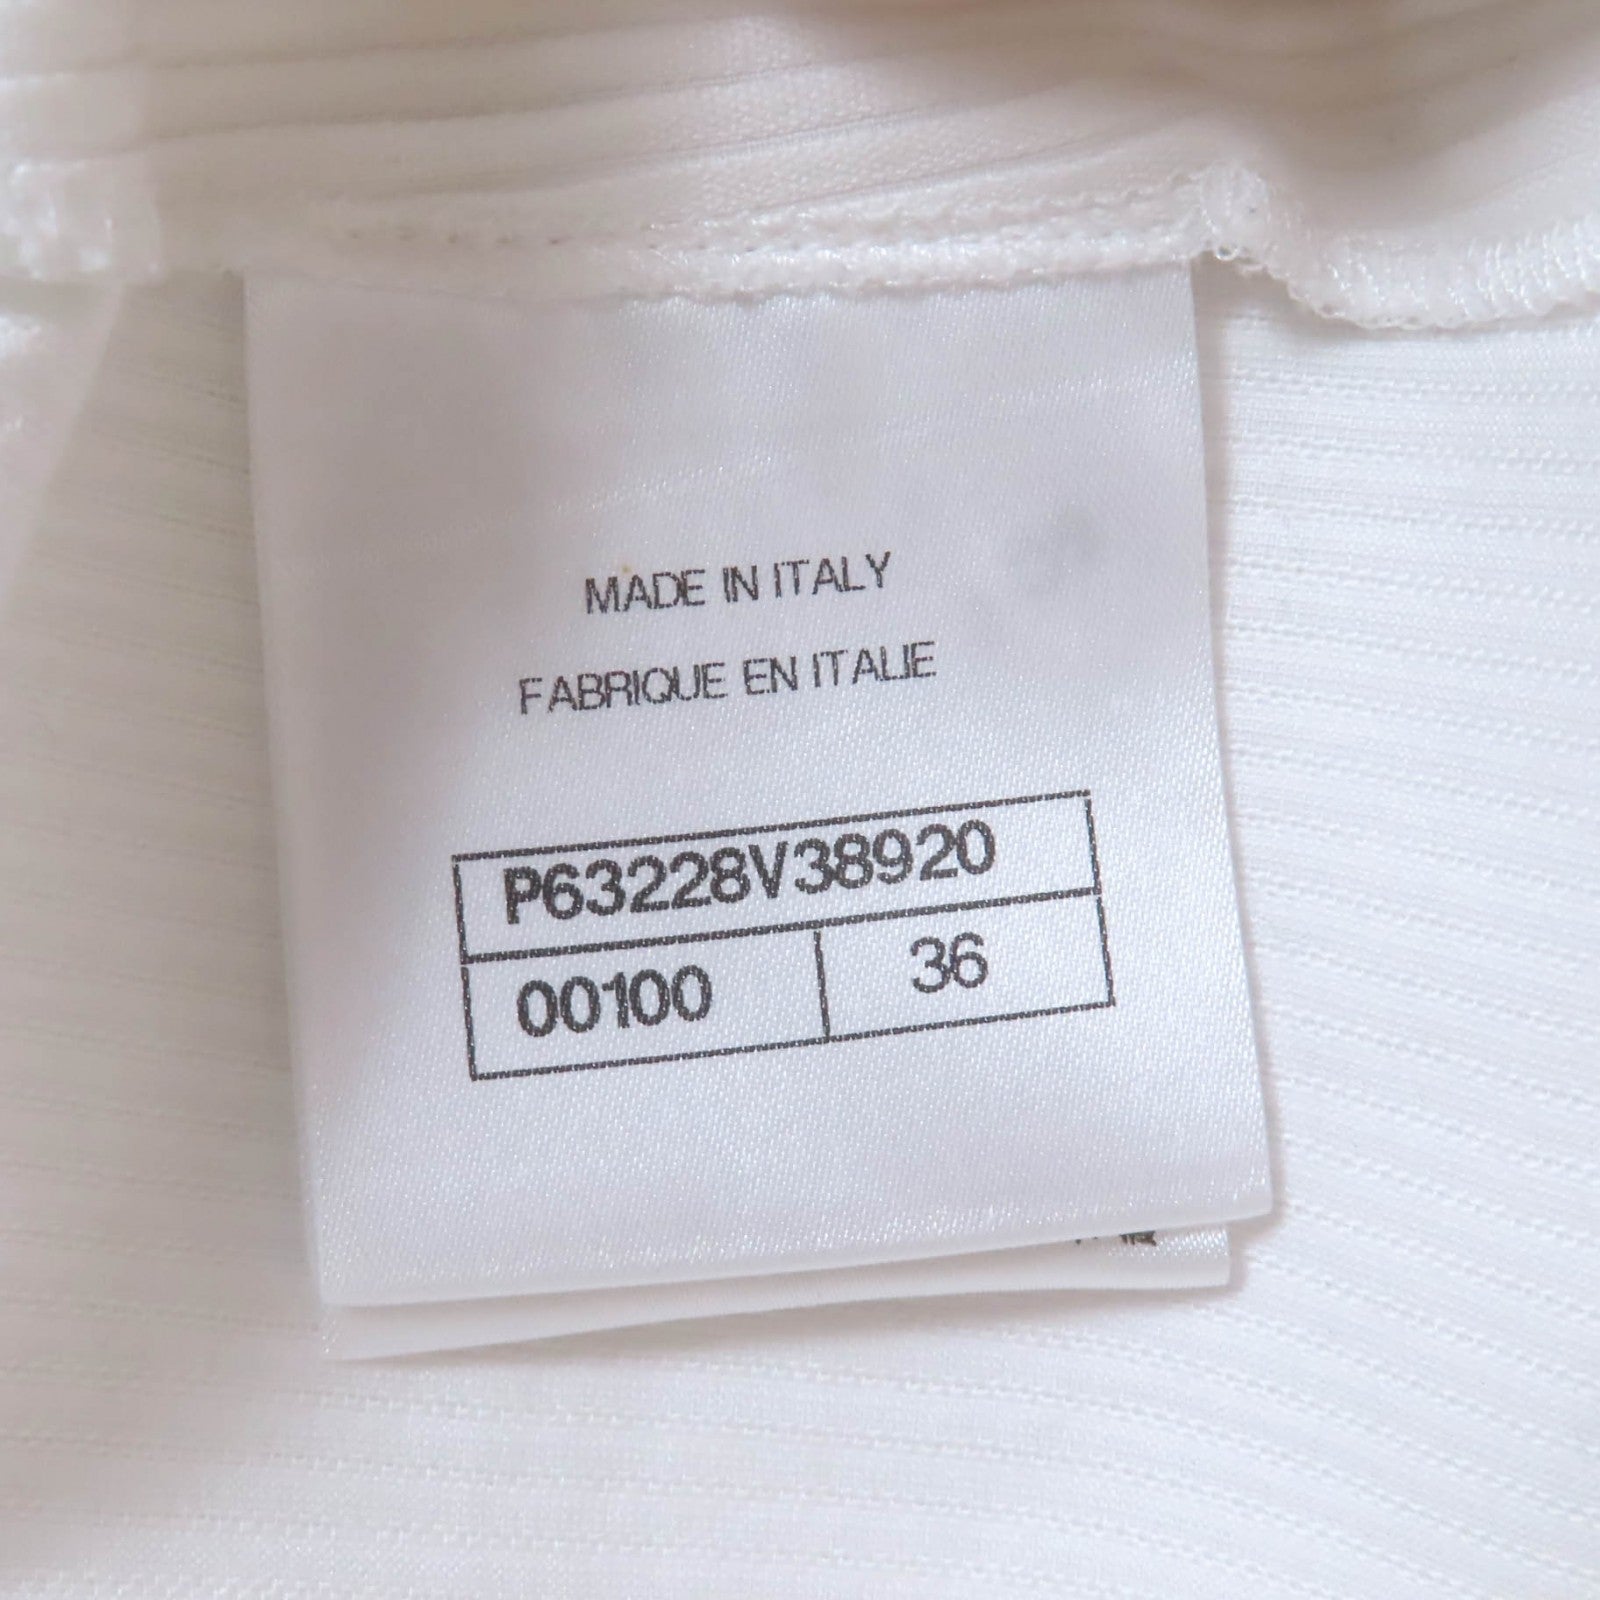 MADE IN ITALY
FABRIQUE EN ITALIE
P63228V38920
00100 36